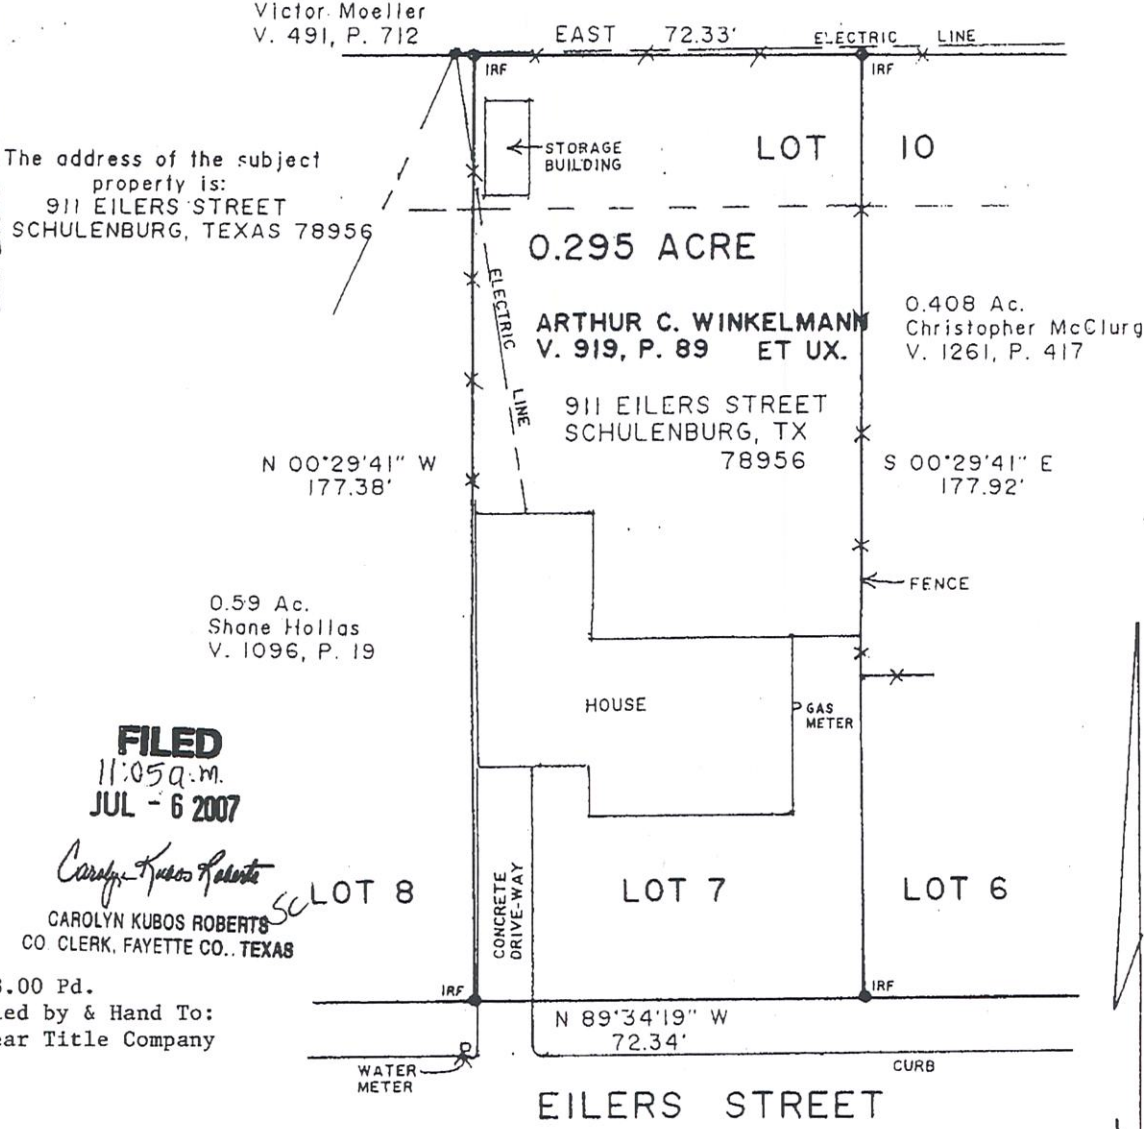 Victor Moeller
V. 491, P. 712
EAST 72.33'
ELECTRIC LINE
IRF
IRF
STORAGE
BUILDING
LOT 10
The address of the subject
property is:
911 EILERS STREET
SCHULENBURG, TEXAS 78956
0.295 ACRE
ELECTRIC
LINE
ARTHUR C. WINKELMANN
V. 919, P. 89 ET UX.
0.408 Ac.
Christopher McClurg
V. 1261, P. 417
911 EILERS STREET
SCHULENBURG, TX
78956
N 00°29'41" W
177.38'
S 00°29'41" E
177.92'
FENCE
0.59 Ac.
Shane Hollas
V. 1096, P. 19
HOUSE
GAS
METER
FILED
11:05a.m.
JUL - 6 2007
Carolyn Kubos Roberts
SC
CAROLYN KUBOS ROBERTS
CO. CLERK, FAYETTE CO., TEXAS
LOT 8
CONCRETE
DRIVE-WAY
LOT 7
LOT 6
.00 Pd.
led by & Hand To:
ear Title Company
IRF
IRF
N 89°34'19" W
72.34'
WATER
METER
CURB
EILERS STREET